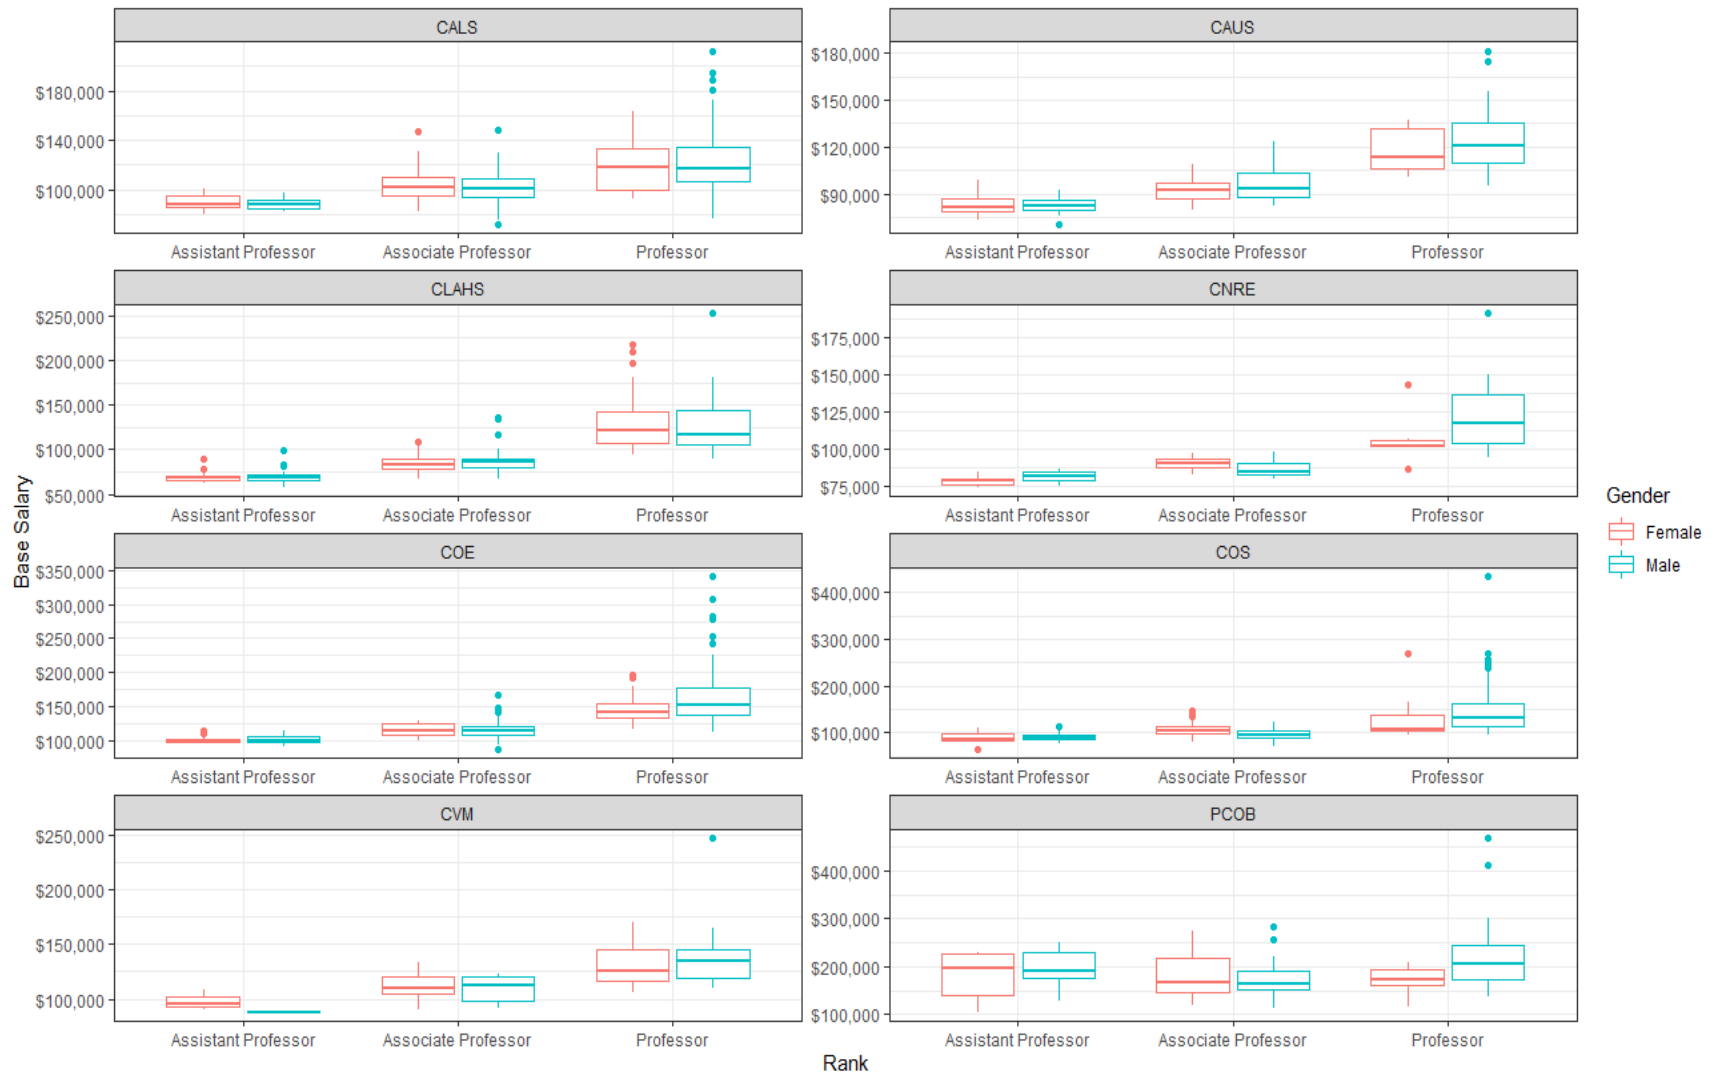 CALS
$180,000
$140,000
$100,000
Assistant Professor Associate Professor Professor
CAUS
$180,000
$150,000
$120,000
$90,000
Assistant Professor Associate Professor Professor
CLAHS
$250,000
$200,000
$150,000
$100,000
$50,000
Assistant Professor Associate Professor Professor
CNRE
$175,000
$150,000
$125,000
$100,000
$75,000
Assistant Professor Associate Professor Professor
COE
$350,000
$300,000
$250,000
$200,000
$150,000
$100,000
Assistant Professor Associate Professor Professor
COS
$400,000
$300,000
$200,000
$100,000
Assistant Professor Associate Professor Professor
CVM
$250,000
$200,000
$150,000
$100,000
Assistant Professor Associate Professor Professor
PCOB
$400,000
$300,000
$200,000
$100,000
Assistant Professor Associate Professor Professor
Base Salary
Rank
Gender
Female
Male